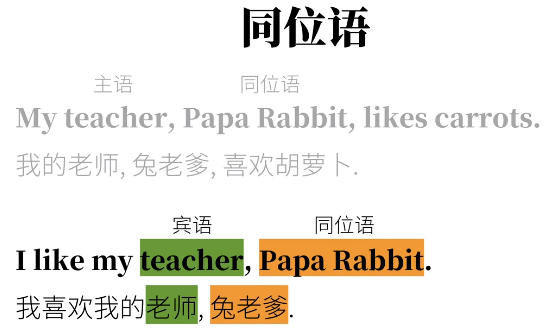 同位语
主语 同位语
My teacher, Papa Rabbit, likes carrots.
我的老师, 兔老爹, 喜欢胡萝卜.
宾语 同位语
I like my teacher, Papa Rabbit.
我喜欢我的老师, 兔老爹.